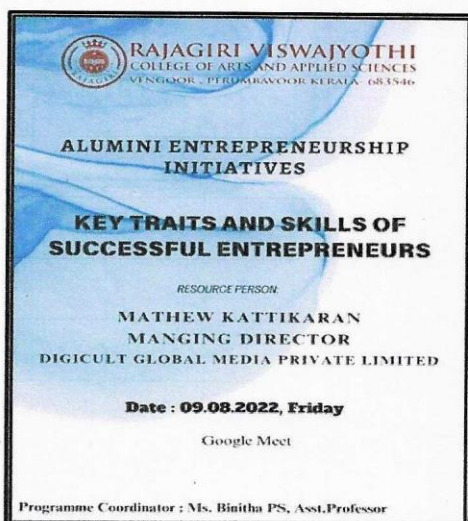 RAJAGIRI
RAJAGIRI VISWAJYOTHI
COLLEGE OF ARTS AND APPLIED SCIENCES
VENGOOR , PERUMBAVOOR KERALA- 683546
ALUMINI ENTREPRENEURSHIP
INITIATIVES
KEY TRAITS AND SKILLS OF
SUCCESSFUL ENTREPRENEURS
RESOURCE PERSON:
MATHEW KATTIKARAN
MANGING DIRECTOR
DIGICULT GLOBAL MEDIA PRIVATE LIMITED
Date : 09.08.2022, Friday
Google Meet
Programme Coordinator ; Ms. Binitha PS, Asst.Professor